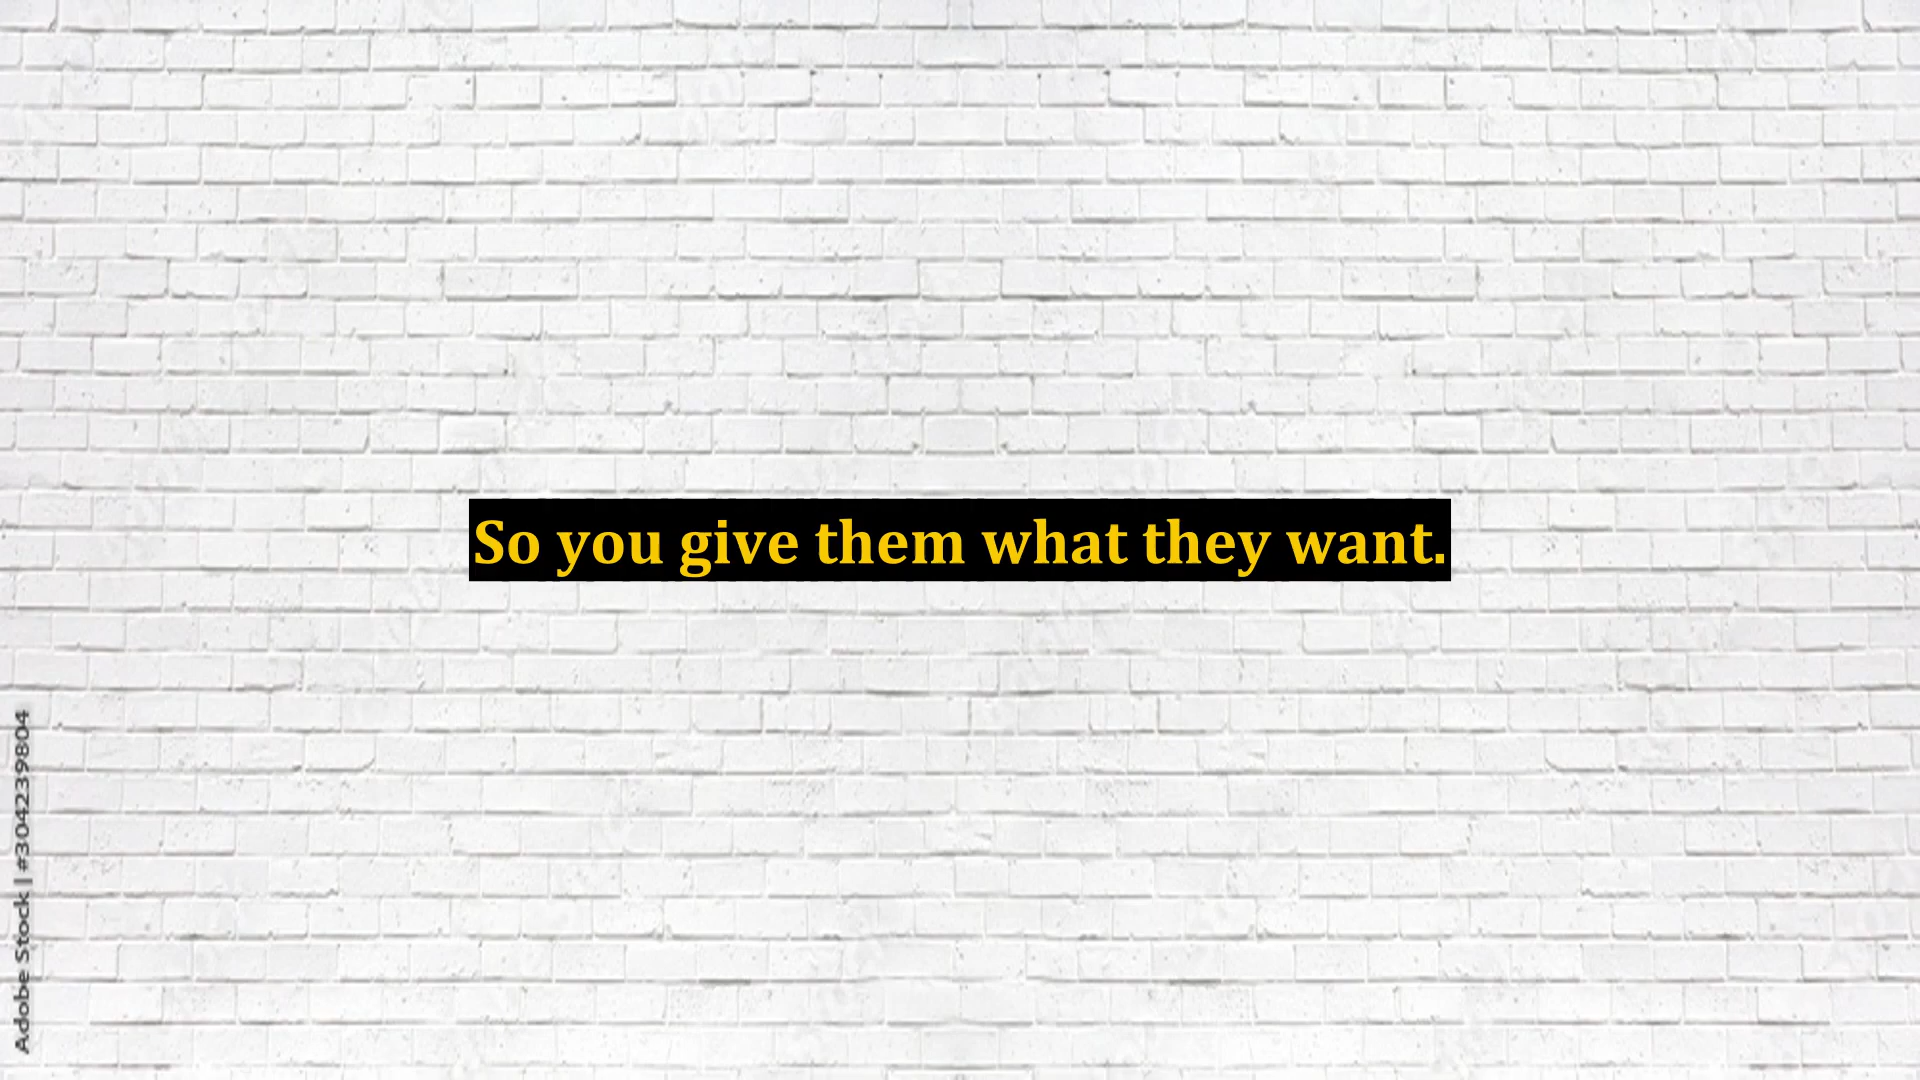 So you give them what they want.
Adobe Stock | #304239804